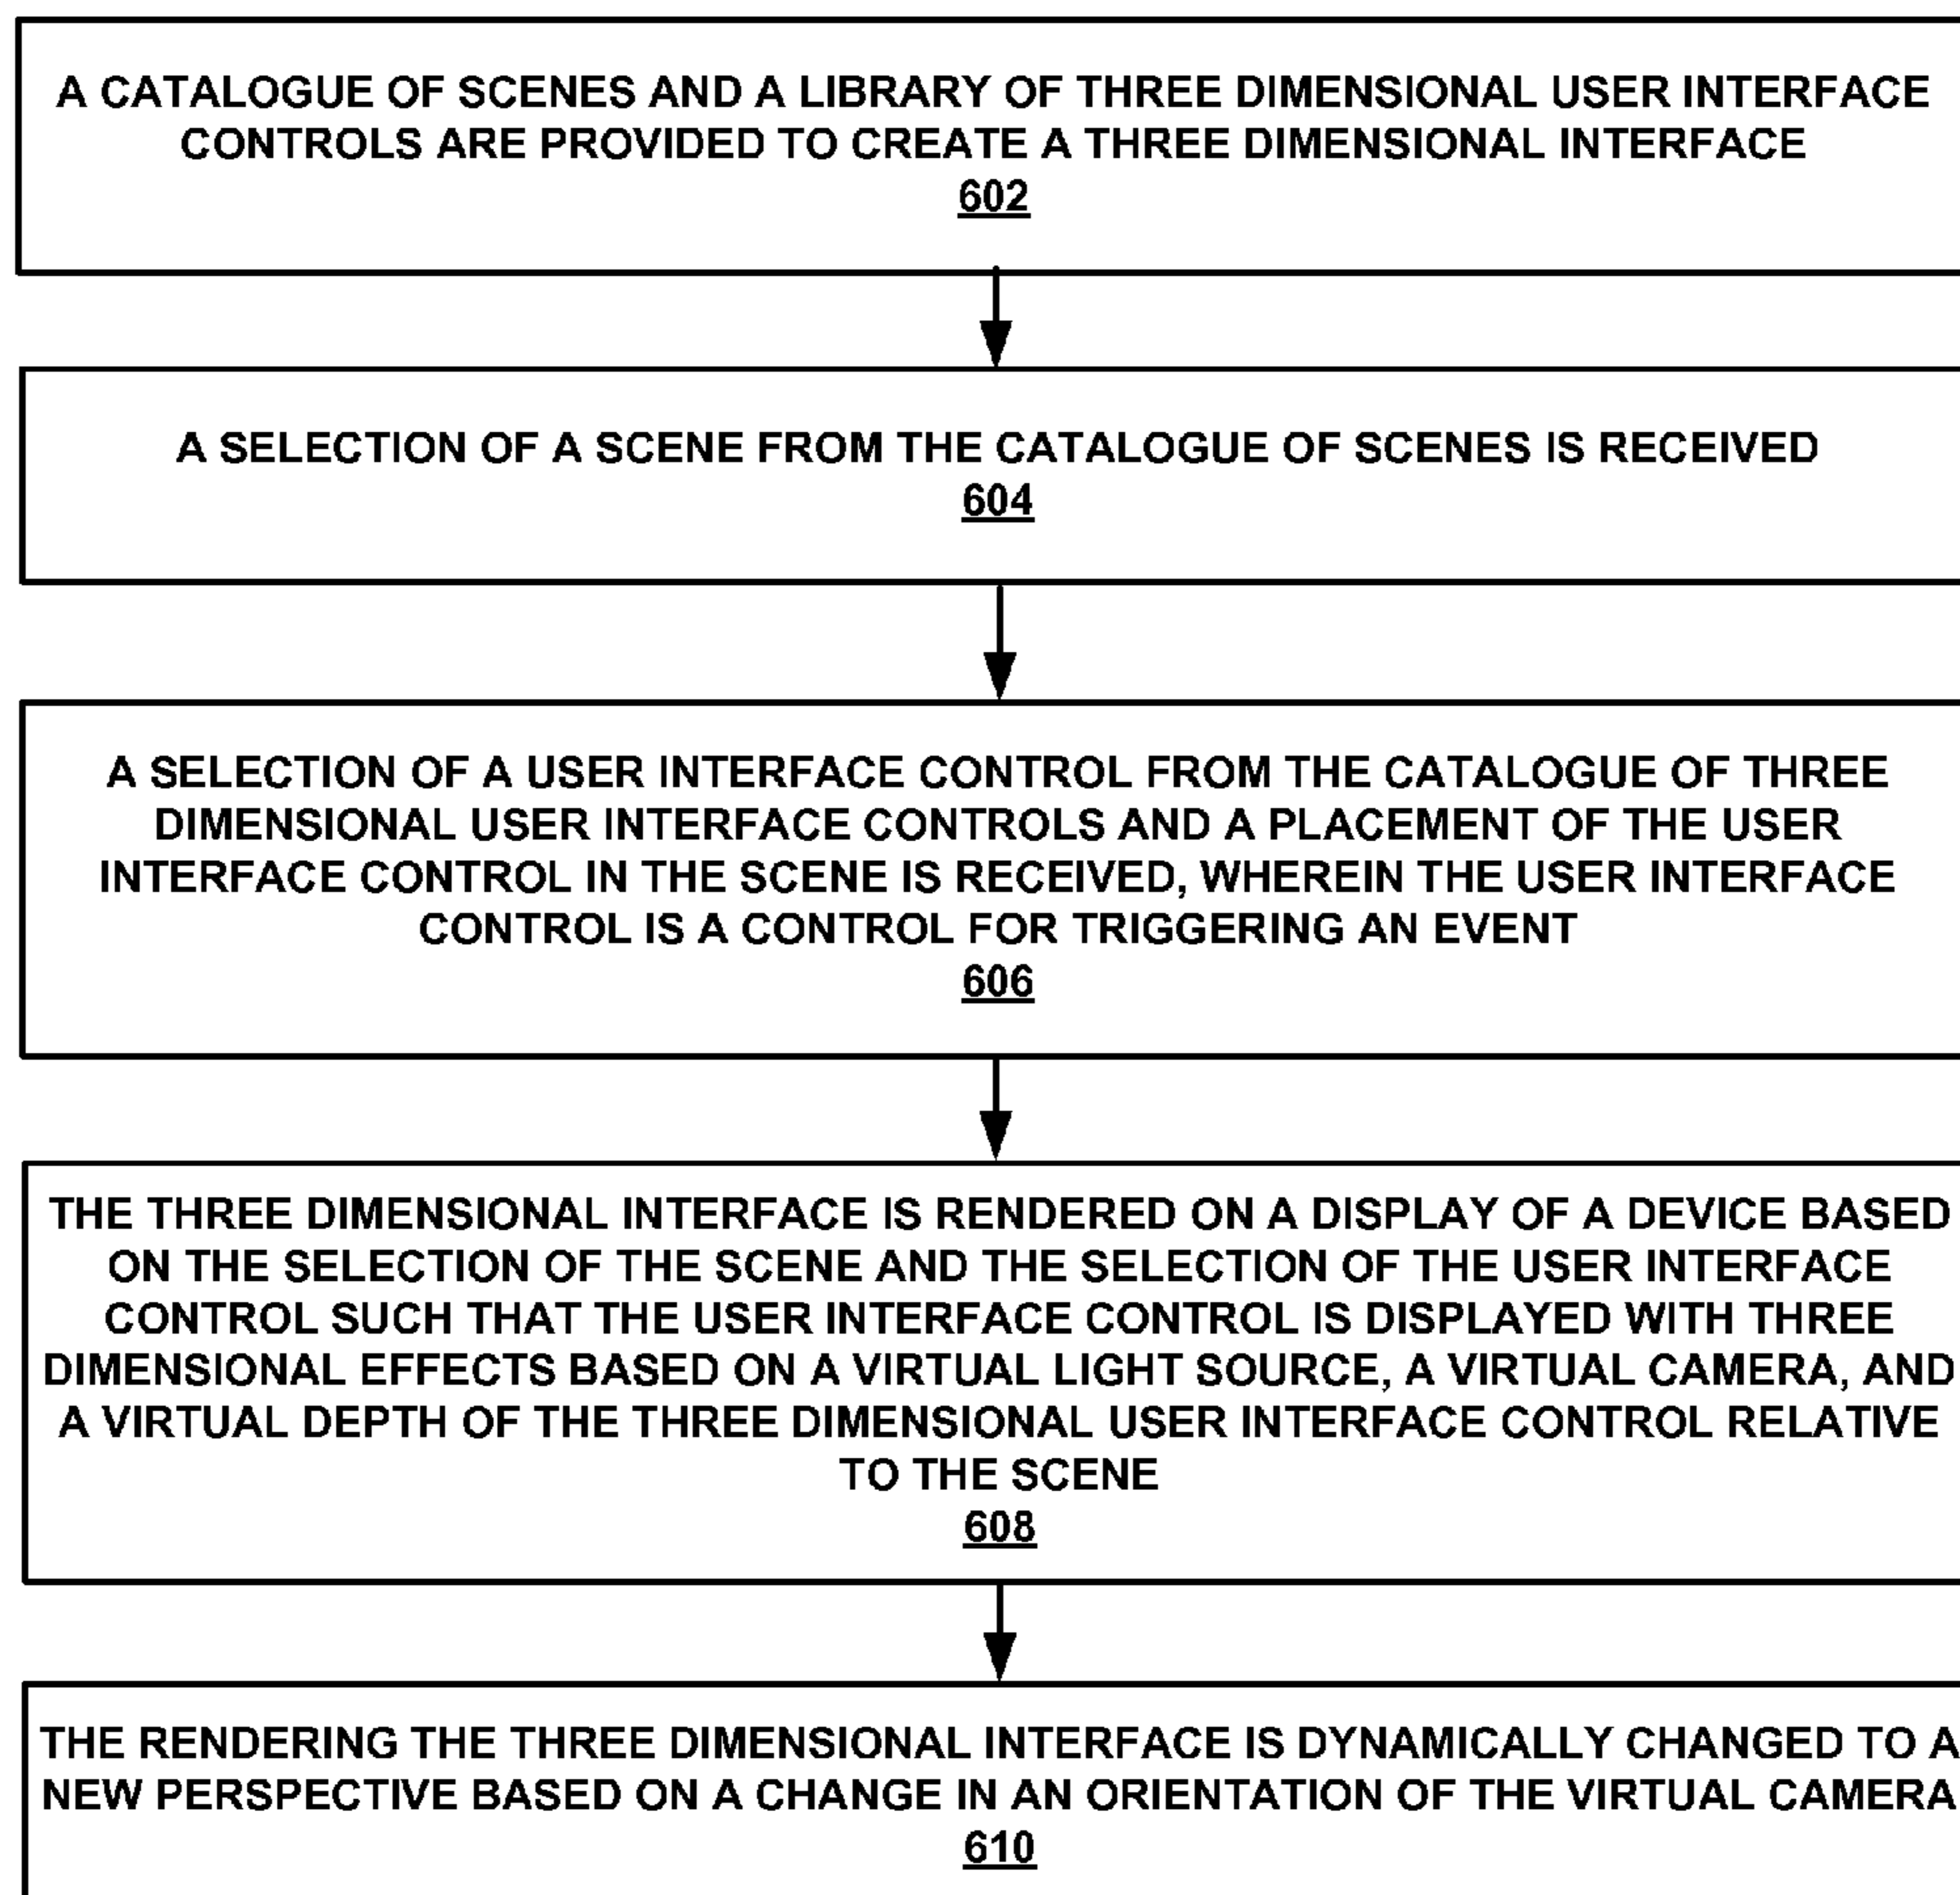 A CATALOGUE OF SCENES AND A LIBRARY OF THREE DIMENSIONAL USER INTERFACE
CONTROLS ARE PROVIDED TO CREATE A THREE DIMENSIONAL INTERFACE
602
A SELECTION OF A SCENE FROM THE CATALOGUE OF SCENES IS RECEIVED
604
A SELECTION OF A USER INTERFACE CONTROL FROM THE CATALOGUE OF THREE
DIMENSIONAL USER INTERFACE CONTROLS AND A PLACEMENT OF THE USER
INTERFACE CONTROL IN THE SCENE IS RECEIVED, WHEREIN THE USER INTERFACE
CONTROL IS A CONTROL FOR TRIGGERING AN EVENT
606
THE THREE DIMENSIONAL INTERFACE IS RENDERED ON A DISPLAY OF A DEVICE BASED
ON THE SELECTION OF THE SCENE AND THE SELECTION OF THE USER INTERFACE
CONTROL SUCH THAT THE USER INTERFACE CONTROL IS DISPLAYED WITH THREE
DIMENSIONAL EFFECTS BASED ON A VIRTUAL LIGHT SOURCE, A VIRTUAL CAMERA, AND
A VIRTUAL DEPTH OF THE THREE DIMENSIONAL USER INTERFACE CONTROL RELATIVE
TO THE SCENE
608
THE RENDERING THE THREE DIMENSIONAL INTERFACE IS DYNAMICALLY CHANGED TO A
NEW PERSPECTIVE BASED ON A CHANGE IN AN ORIENTATION OF THE VIRTUAL CAMERA
610